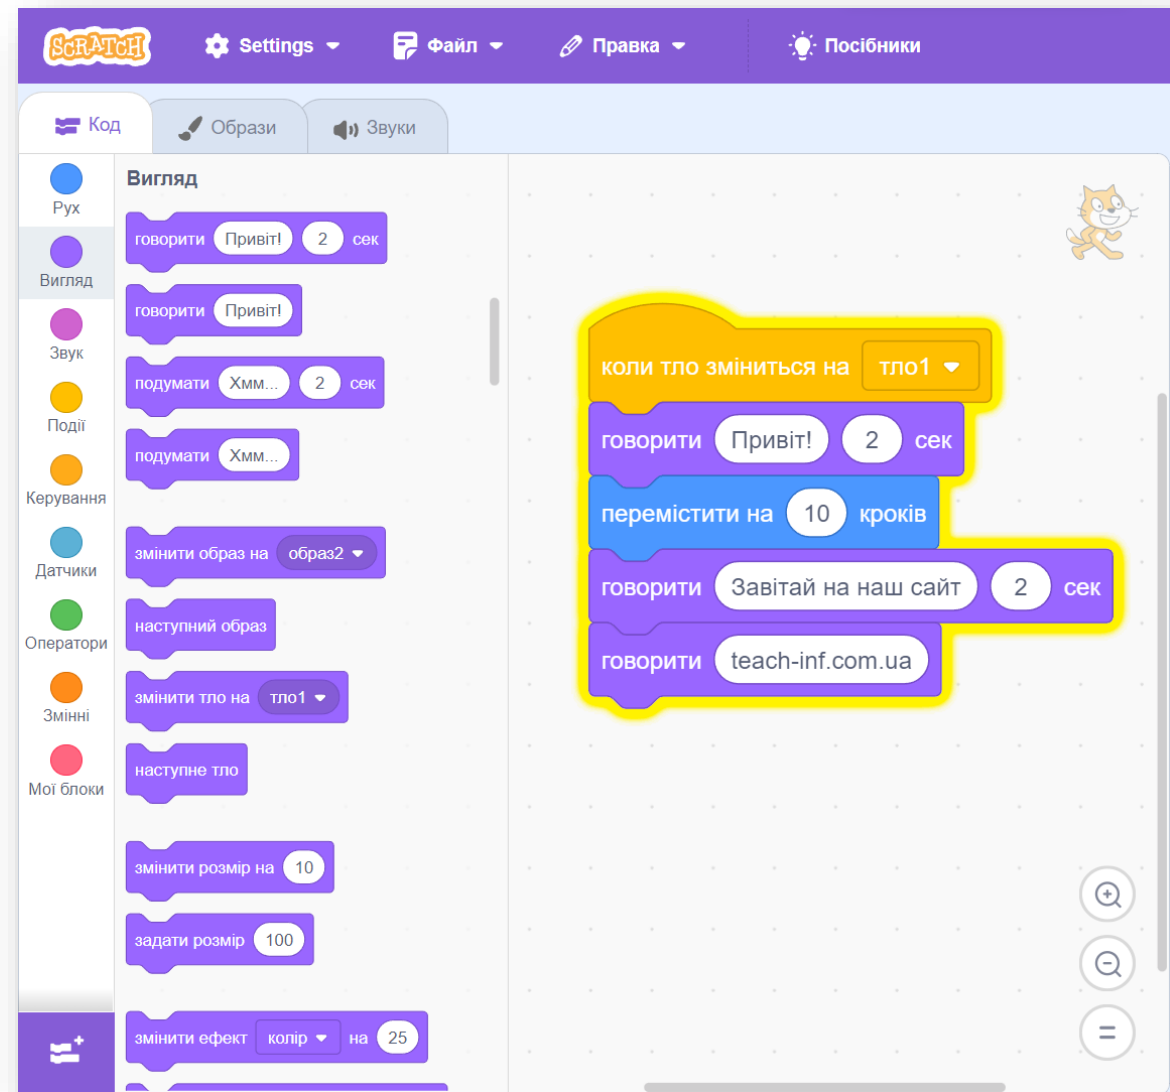 SCRATCH Settings Файл Правка Посібники
Код Образи Звуки
Рух
Вигляд
Звук
Події
Керування
Датчики
Оператори
Змінні
Мої блоки
Вигляд
говорити Привіт! 2 сек
говорити Привіт!
подумати Хмм... 2 сек
подумати Хмм...
змінити образ на образ2
наступний образ
змінити тло на тло1
наступне тло
змінити розмір на 10
задати розмір 100
змінити ефект колір на 25
коли тло зміниться на тло1
говорити Привіт! 2 сек
перемістити на 10 кроків
говорити Завітай на наш сайт 2 сек
говорити teach-inf.com.ua